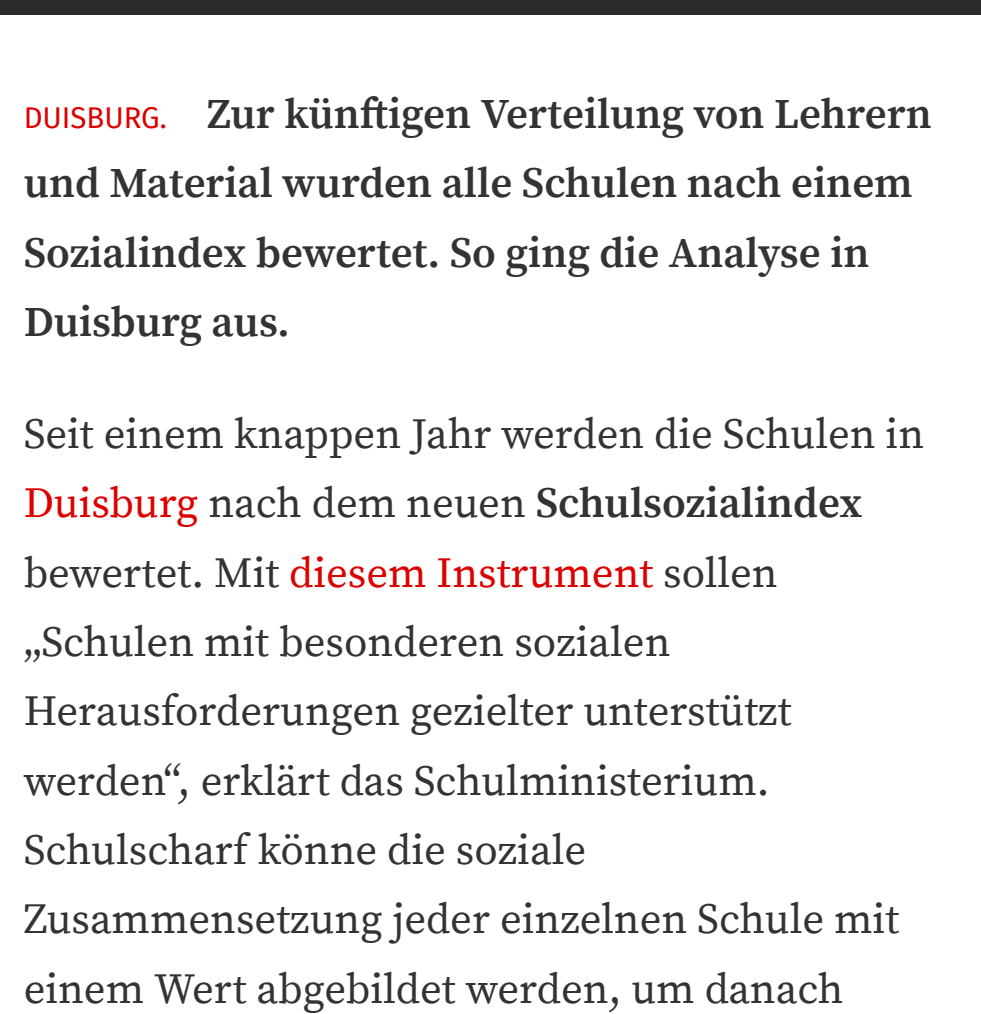 DUISBURG. Zur künftigen Verteilung von Lehrern
und Material wurden alle Schulen nach einem
Sozialindex bewertet. So ging die Analyse in
Duisburg aus.
Seit einem knappen Jahr werden die Schulen in
Duisburg nach dem neuen Schulsozialindex
bewertet. Mit diesem Instrument sollen
„Schulen mit besonderen sozialen
Herausforderungen gezielter unterstützt
werden“, erklärt das Schulministerium.
Schulscharf könne die soziale
Zusammensetzung jeder einzelnen Schule mit
einem Wert abgebildet werden, um danach